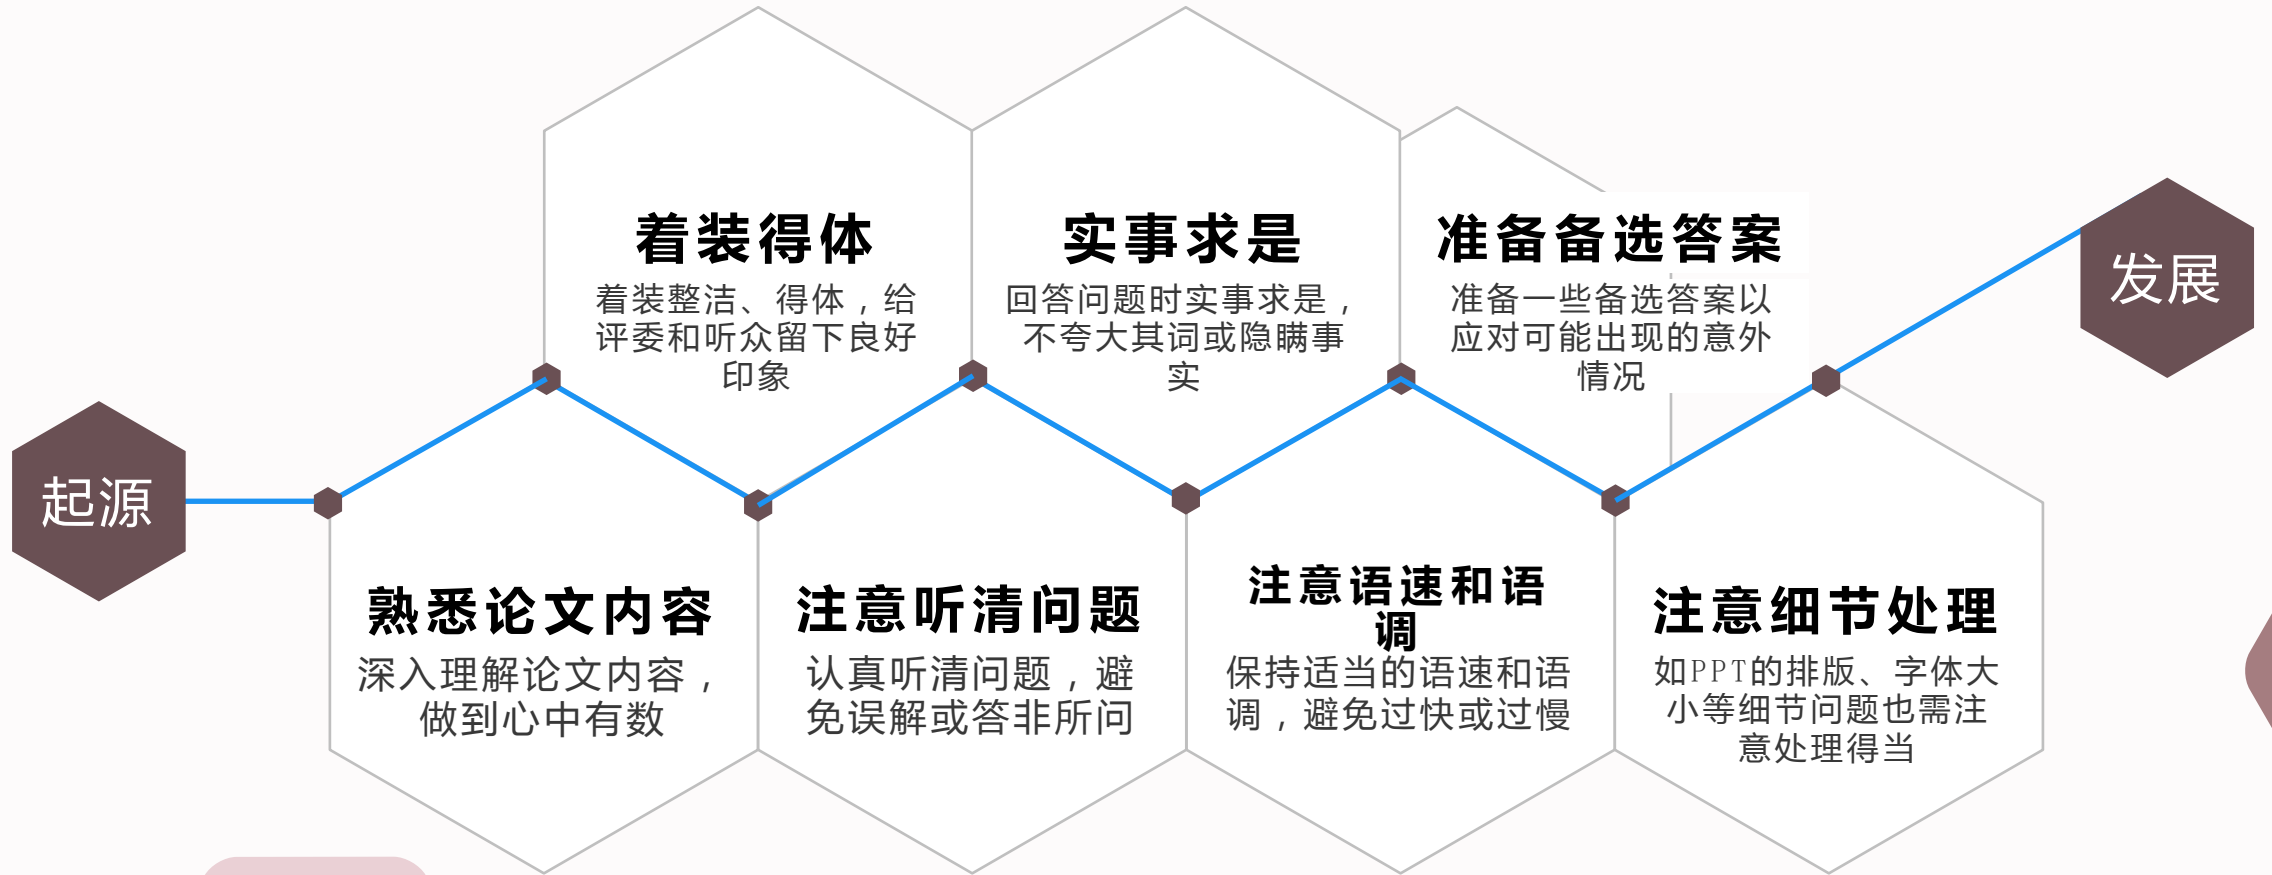 着装得体
着装整洁、得体，给
评委和听众留下良好
印象
实事求是
回答问题时实事求是，
不夸大其词或隐瞒事
实
准备备选答案
准备一些备选答案以
应对可能出现的意外
情况
发展
起源
熟悉论文内容
深入理解论文内容，
做到心中有数
注意听清问题
认真听清问题，避
免误解或答非所问
注意语速和语
调
保持适当的语速和语
调，避免过快或过慢
注意细节处理
如PPT的排版、字体大
小等细节问题也需注
意处理得当